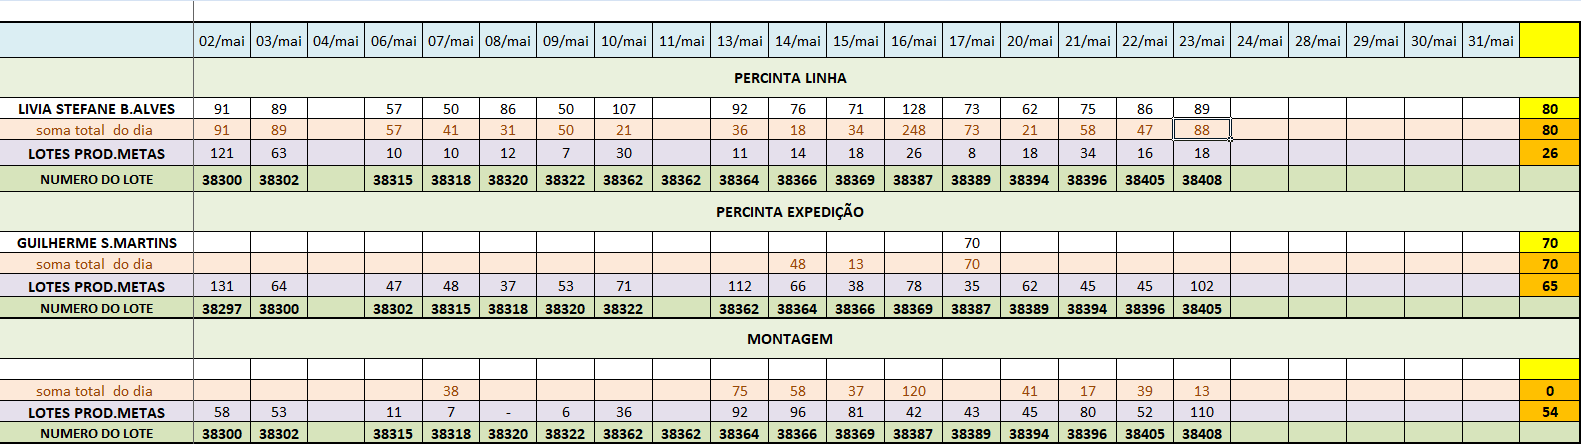 02/mai 03/mai 04/mai 06/mai 07/mai 08/mai 09/mai 10/mai 11/mai 13/mai 14/mai 15/mai 16/mai 17/mai 20/mai 21/mai 22/mai 23/mai 24/mai 28/mai 29/mai 30/mai 31/mai
PERCINTA LINHA
LIVIA STEFANE B.ALVES 91 89 57 50 86 50 107 92 76 71 128 73 62 75 86 89 80
soma total do dia 91 89 57 41 31 50 21 36 18 34 248 73 21 58 47 88 80
LOTES PROD.METAS 121 63 10 10 12 7 30 11 14 18 26 8 18 34 16 18 26
NUMERO DO LOTE 38300 38302 38315 38318 38320 38322 38362 38362 38364 38366 38369 38387 38389 38394 38396 38405 38408
PERCINTA EXPEDIÇÃO
GUILHERME S.MARTINS 70 70
soma total do dia 48 13 70 70
LOTES PROD.METAS 131 64 47 48 37 53 71 112 66 38 78 35 62 45 45 102 65
NUMERO DO LOTE 38297 38300 38302 38315 38318 38320 38322 38362 38364 38366 38369 38387 38389 38394 38396 38405
MONTAGEM
soma total do dia 38 75 58 37 120 41 17 39 13 0
LOTES PROD.METAS 58 53 11 7 - 6 36 92 96 81 42 43 45 80 52 110 54
NUMERO DO LOTE 38300 38302 38315 38318 38320 38322 38362 38362 38364 38366 38369 38387 38389 38394 38396 38405 38408